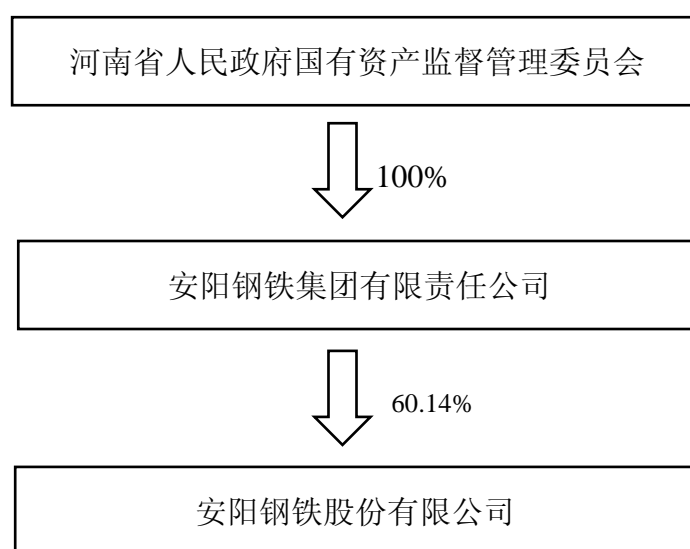 河南省人民政府国有资产监督管理委员会
100%
安阳钢铁集团有限责任公司
60.14%
安阳钢铁股份有限公司